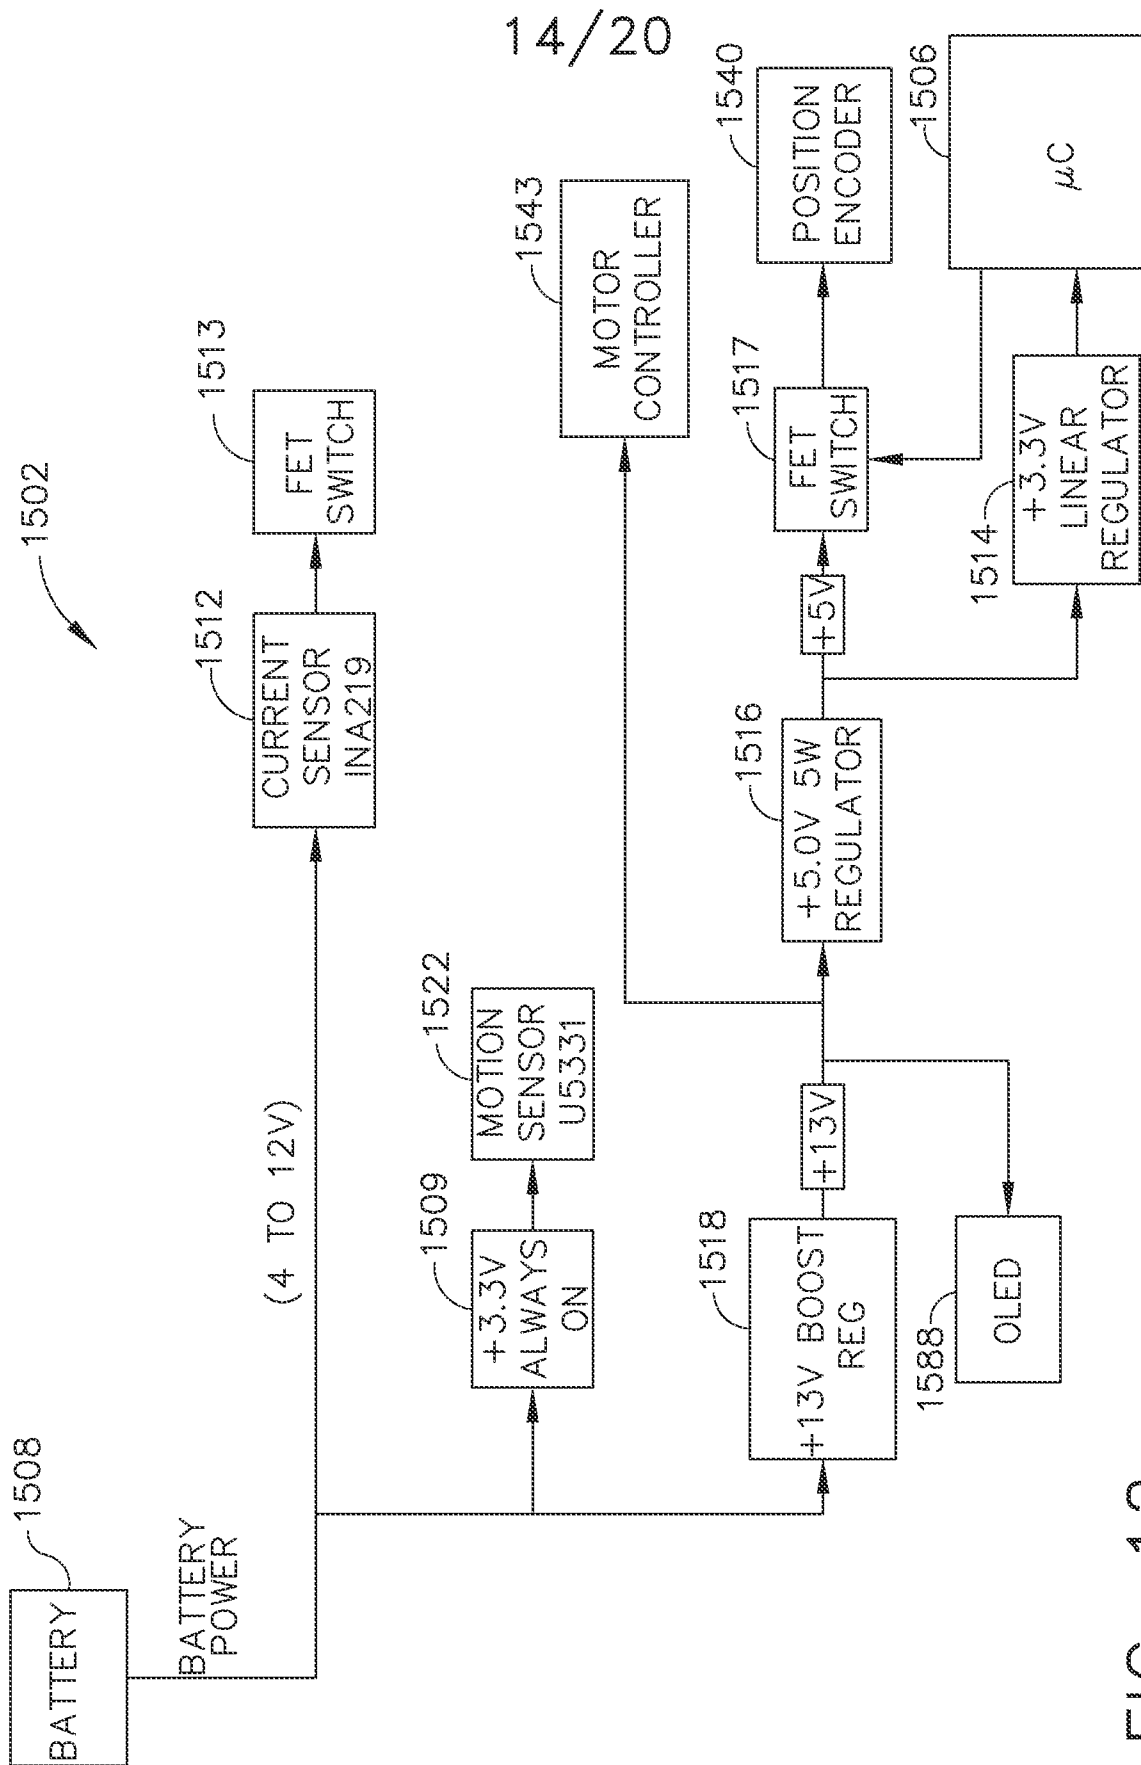 14/20
1502
BATTERY
1508
BATTERY
POWER
(4 TO 12V)
CURRENT
SENSOR
INA219
1512
FET
SWITCH
1513
+3.3V
ALWAYS
ON
1509
MOTION
SENSOR
U5331
1522
MOTOR
CONTROLLER
1543
+13V BOOST
REG
1518
+13V
+5.0V 5W
REGULATOR
1516
+5V
FET
SWITCH
1517
POSITION
ENCODER
1540
OLED
1588
+3.3V
LINEAR
REGULATOR
1514
μC
1506